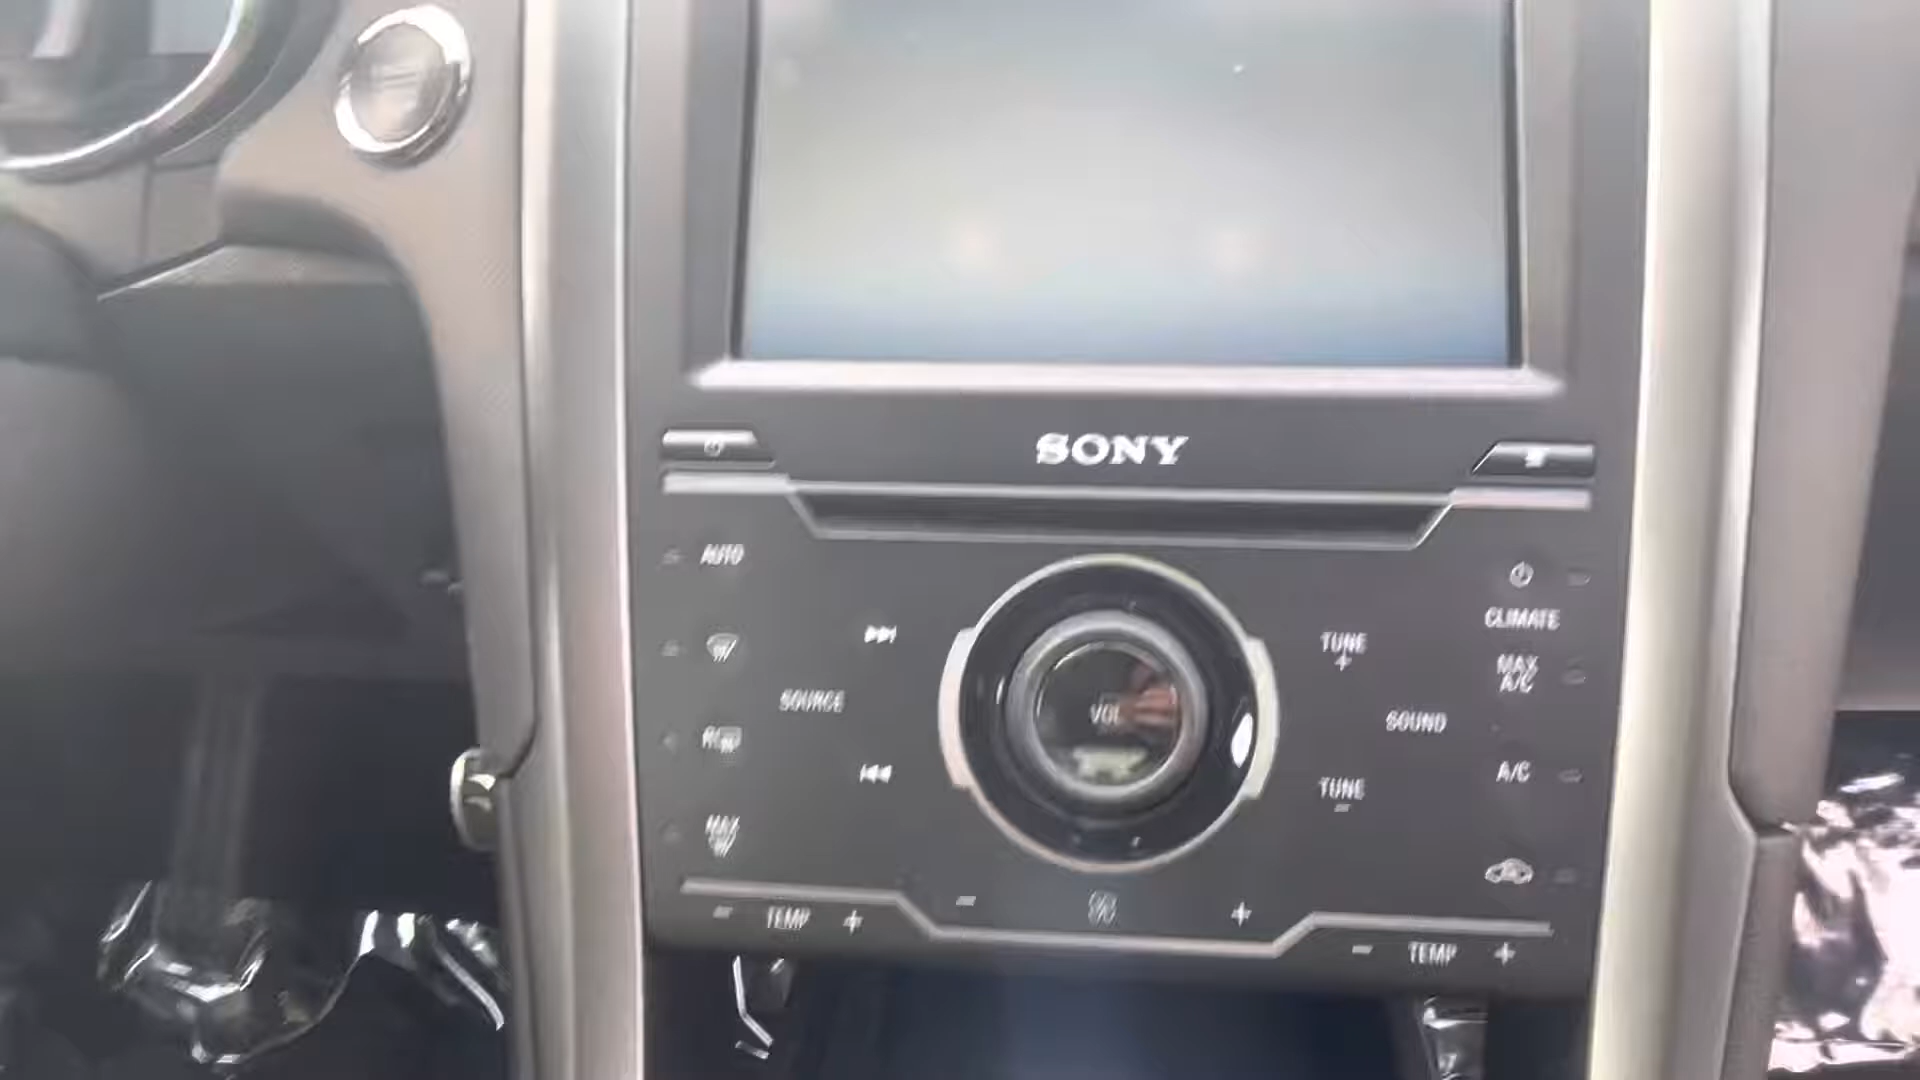 SONY
AUTO
CLIMATE
TUNE
+
MAX
A/C
SOURCE
VOL
SOUND
R
A/C
TUNE
-
MAX
- TEMP +
- +
- TEMP +